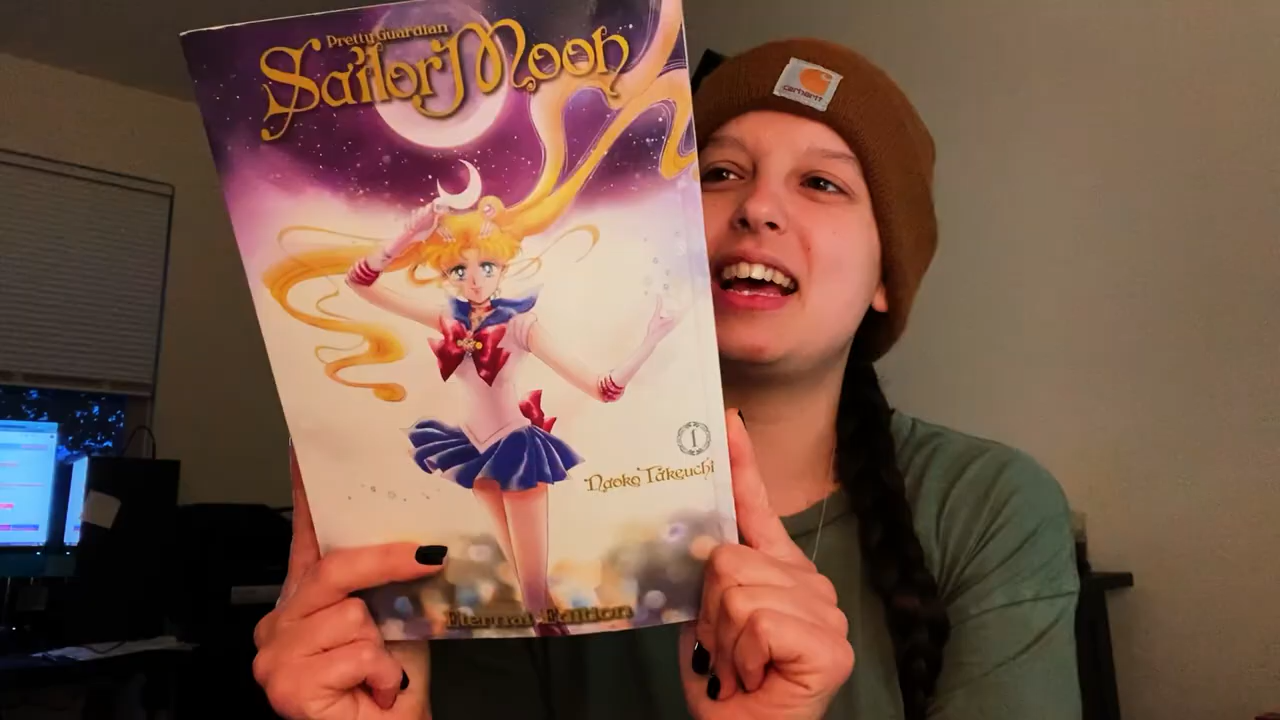 Pretty Guardian
Sailor Moon
carhartt
1
Naoko Takeuchi
Eternal Edition